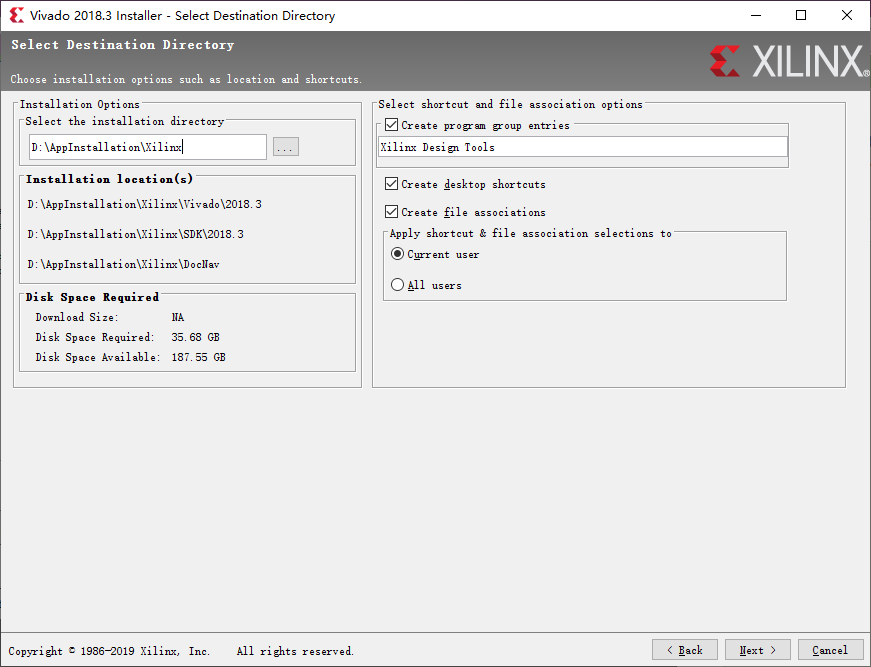 Vivado 2018.3 Installer - Select Destination Directory
Select Destination Directory
Choose installation options such as location and shortcuts.
XILINX®
Installation Options
Select the installation directory
D:\AppInstallation\Xilinx
...
Installation location(s)
D:\AppInstallation\Xilinx\Vivado\2018.3
D:\AppInstallation\Xilinx\SDK\2018.3
D:\AppInstallation\Xilinx\DocNav
Disk Space Required
Download Size: NA
Disk Space Required: 35.68 GB
Disk Space Available: 187.55 GB
Select shortcut and file association options
Create program group entries
Xilinx Design Tools
Create desktop shortcuts
Create file associations
Apply shortcut & file association selections to
Current user
All users
Copyright © 1986-2019 Xilinx, Inc. All rights reserved.
< Back
Next >
Cancel